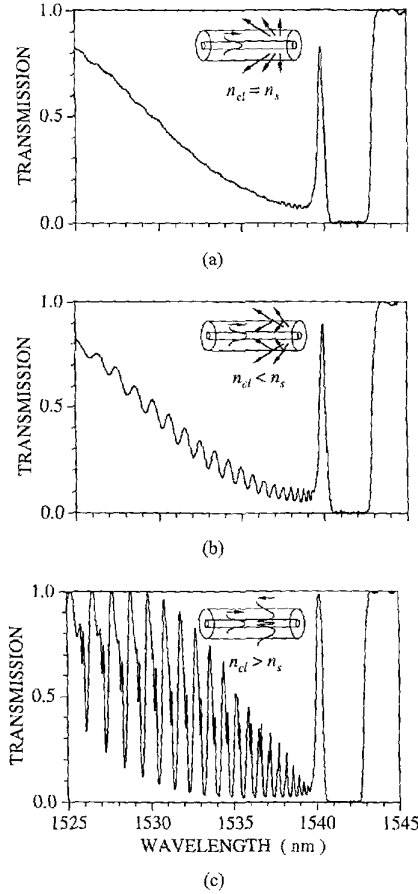 1.0
0.5
0.0
TRANSMISSION
n_cl = n_s
(a)
1.0
0.5
0.0
TRANSMISSION
n_cl < n_s
(b)
1.0
0.5
0.0
TRANSMISSION
n_cl > n_s
1525 1530 1535 1540 1545
WAVELENGTH ( nm )
(c)